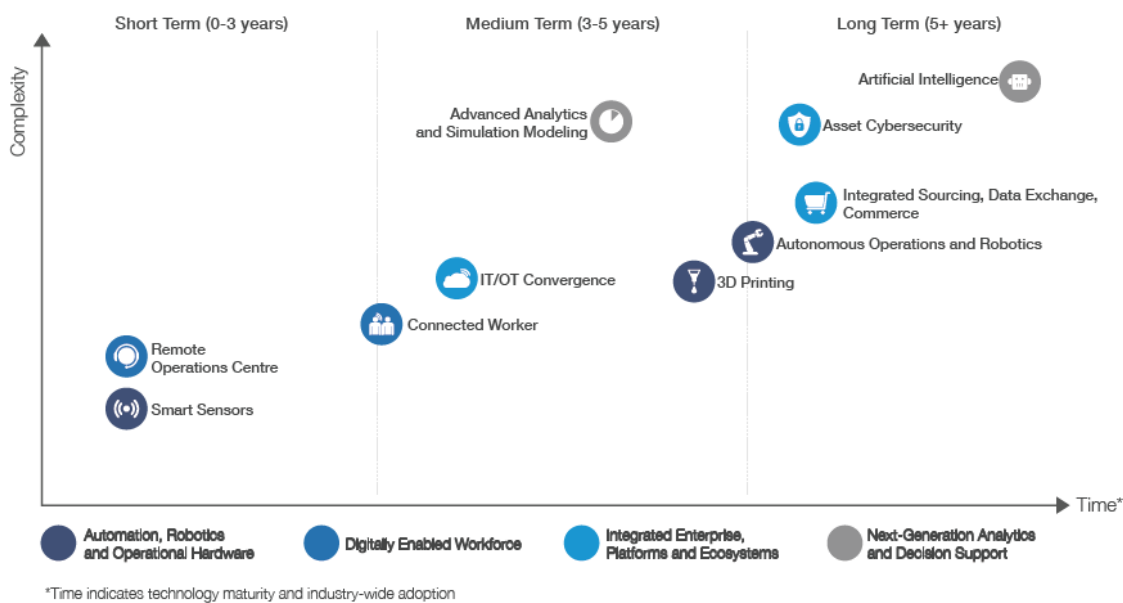 Short Term (0-3 years)
Medium Term (3-5 years)
Long Term (5+ years)
Complexity
Artificial Intelligence
Advanced Analytics
and Simulation Modeling
Asset Cybersecurity
Integrated Sourcing, Data Exchange,
Commerce
Autonomous Operations and Robotics
IT/OT Convergence
3D Printing
Connected Worker
Remote
Operations Centre
Smart Sensors
Time*
Automation, Robotics
and Operational Hardware
Digitally Enabled Workforce
Integrated Enterprise,
Platforms and Ecosystems
Next-Generation Analytics
and Decision Support
*Time indicates technology maturity and industry-wide adoption